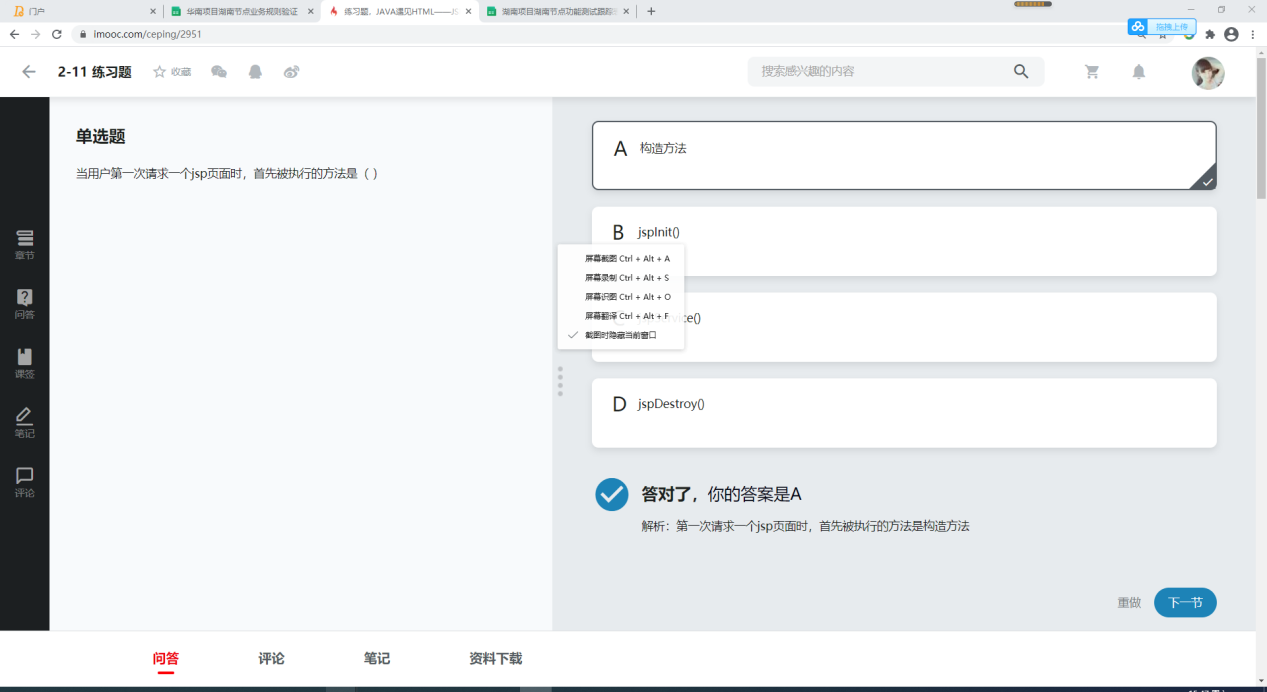 门户
华南项目湖南节点业务规则验证
练习题，JAVA遇见HTML——JS
湖南项目湖南节点功能测试跟踪
imooc.com/ceping/2951
拖拽上传
2-11 练习题
收藏
搜索感兴趣的内容
章节
问答
课签
笔记
评论
单选题
当用户第一次请求一个jsp页面时，首先被执行的方法是（ ）
A 构造方法
B jspInit()
屏幕截图 Ctrl + Alt + A
屏幕录制 Ctrl + Alt + S
屏幕识图 Ctrl + Alt + O
屏幕翻译 Ctrl + Alt + F
截图时隐藏当前窗口
D jspDestroy()
答对了，你的答案是A
解析：第一次请求一个jsp页面时，首先被执行的方法是构造方法
重做
下一节
问答
评论
笔记
资料下载